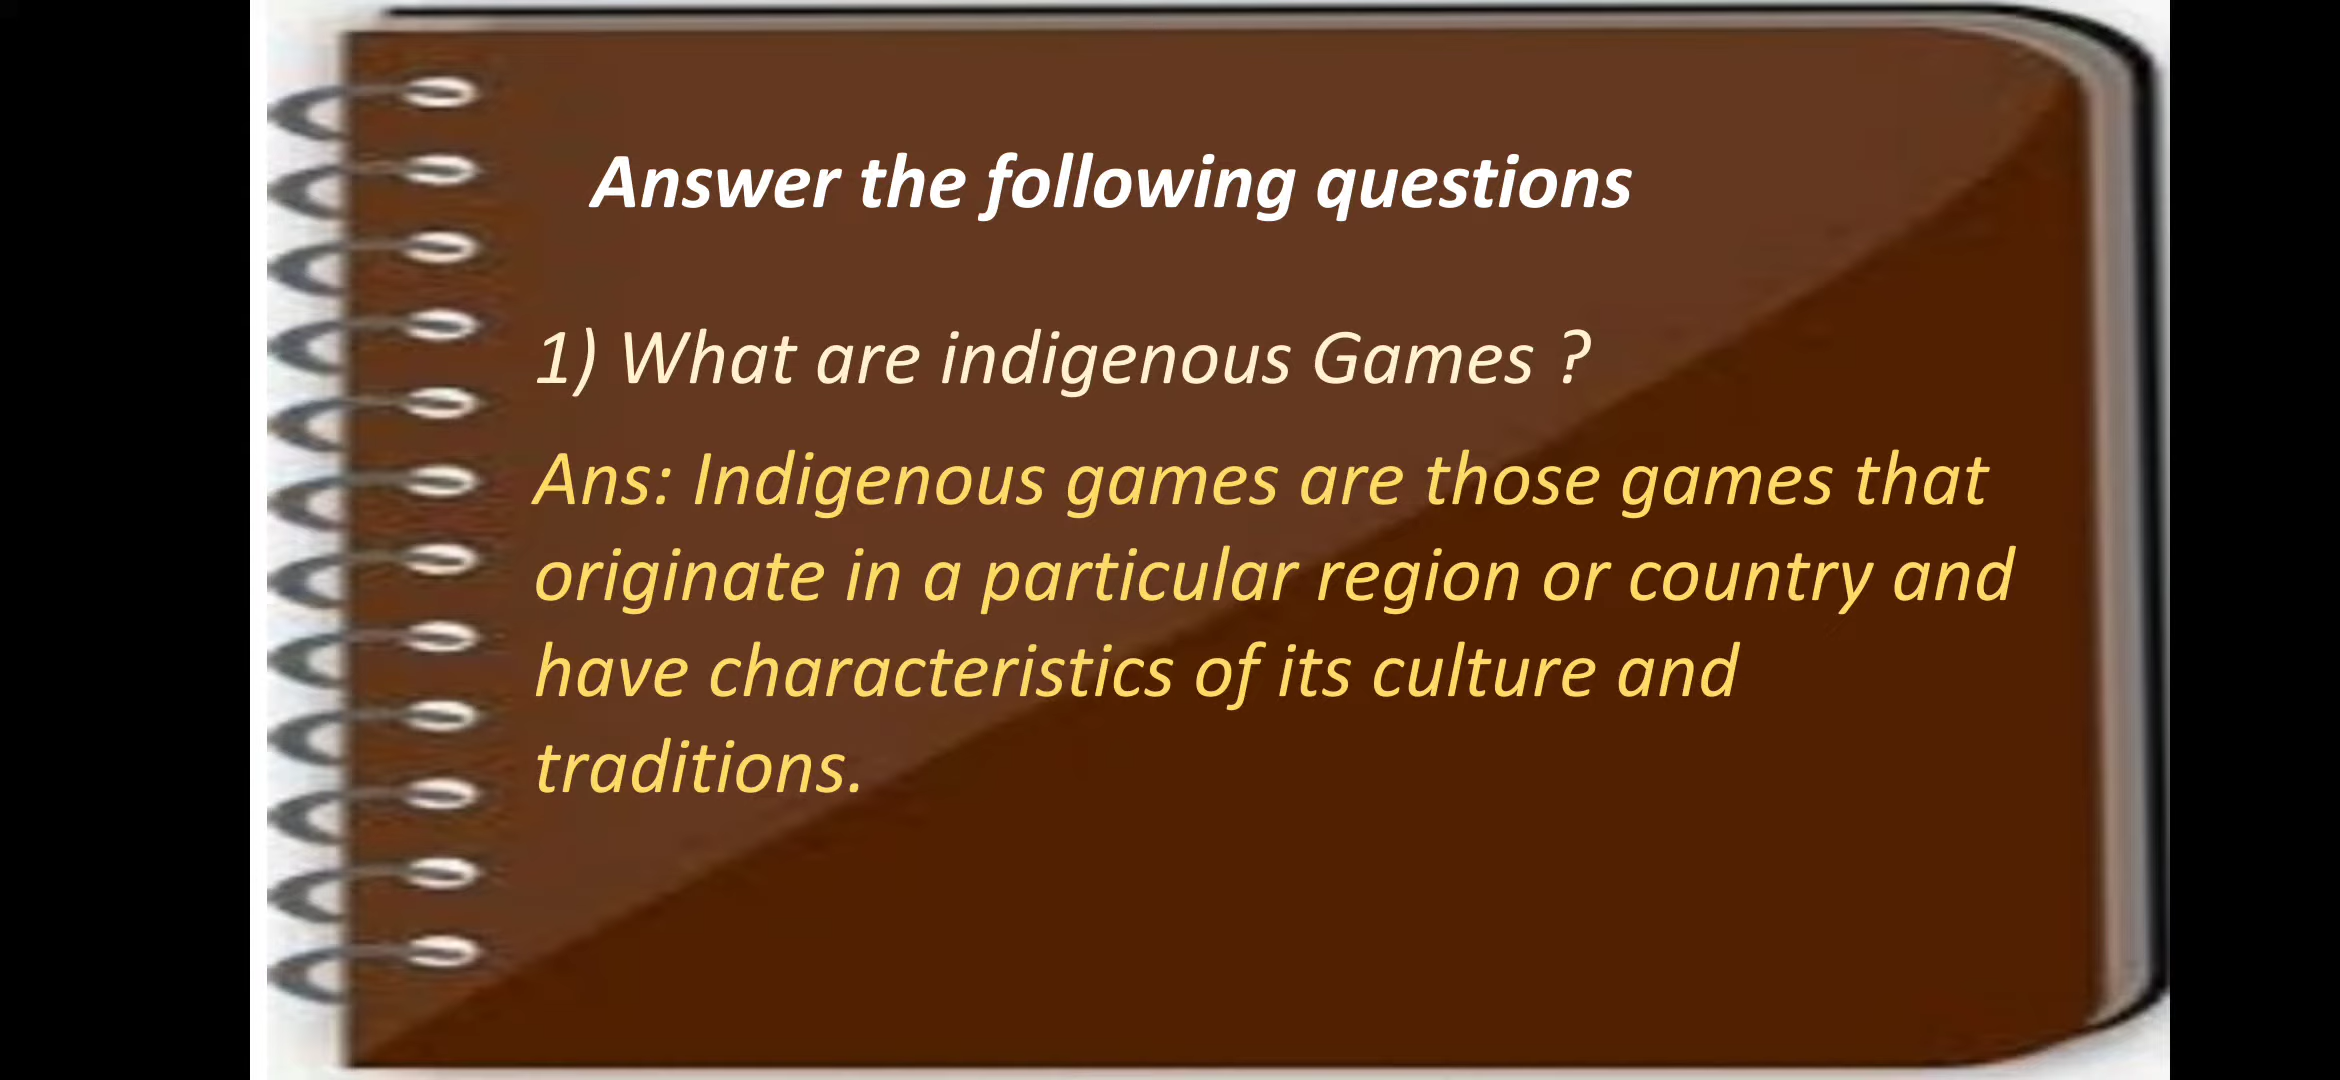 Answer the following questions
1) What are indigenous Games ?
Ans: Indigenous games are those games that
originate in a particular region or country and
have characteristics of its culture and
traditions.